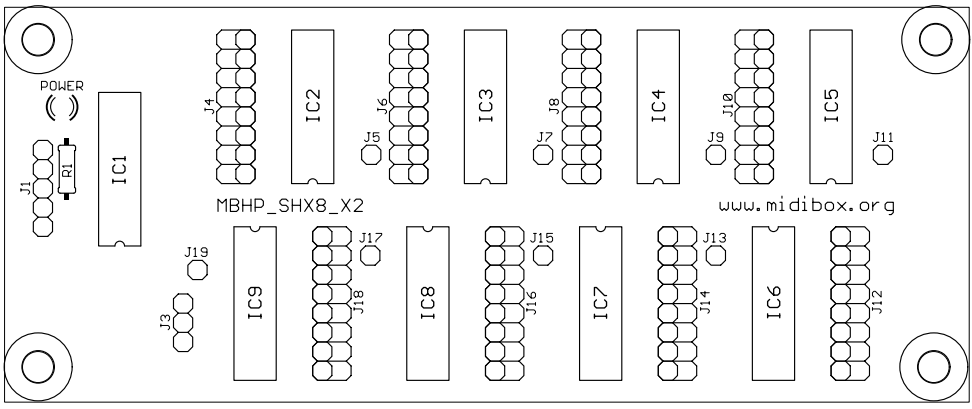 POWER
J1
R1
IC1
J4
IC2
J6
J5
IC3
J8
J7
IC4
J10
J9
IC5
J11
MBHP_SHX8_X2
www.midibox.org
J19
J3
IC9
J18
J17
IC8
J16
J15
IC7
J14
J13
IC6
J12